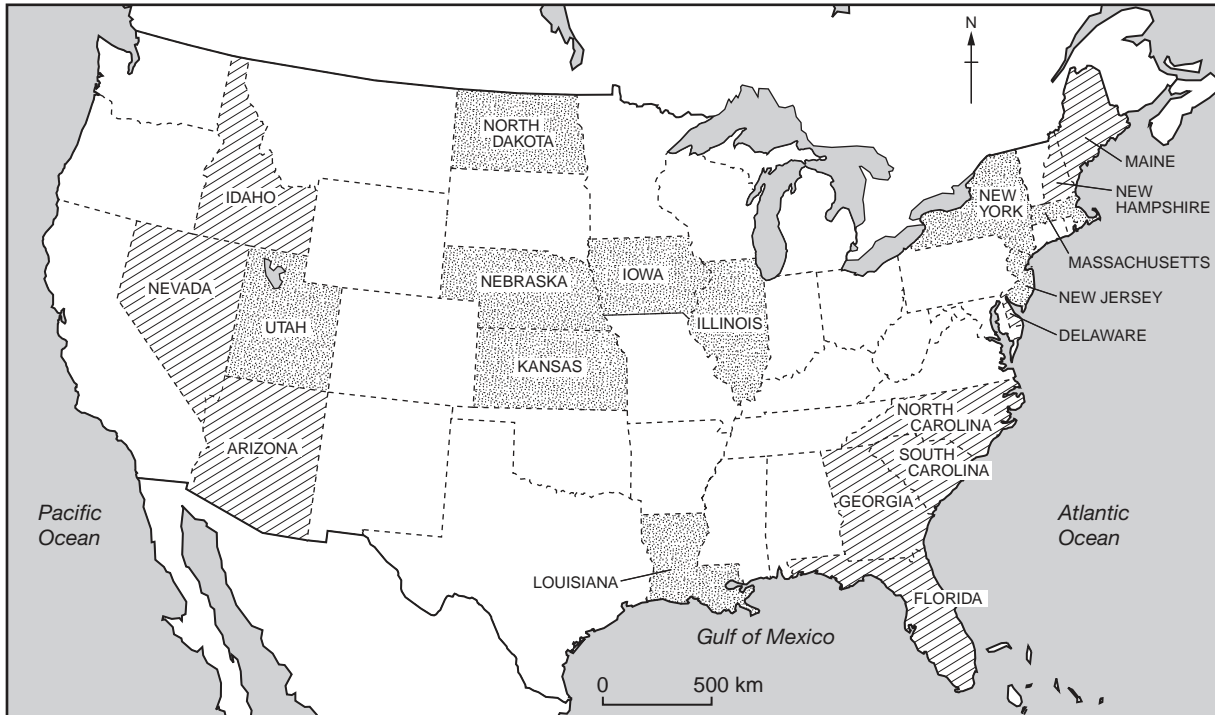 N
NORTH
DAKOTA
MAINE
IDAHO
NEW
YORK
NEW
HAMPSHIRE
MASSACHUSETTS
NEVADA
NEBRASKA
IOWA
NEW JERSEY
UTAH
ILLINOIS
DELAWARE
KANSAS
NORTH
CAROLINA
ARIZONA
SOUTH
CAROLINA
GEORGIA
Pacific
Ocean
Atlantic
Ocean
LOUISIANA
FLORIDA
Gulf of Mexico
0 500 km